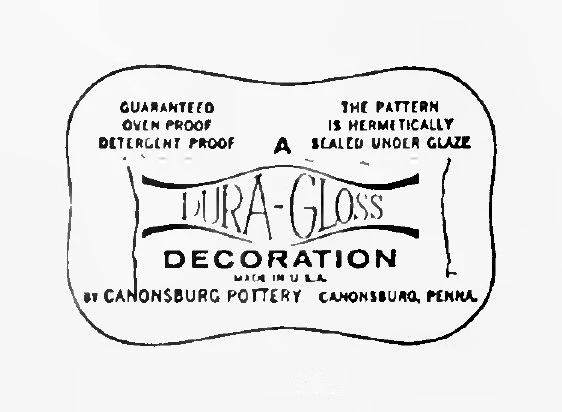 GUARANTEED
OVEN PROOF
DETERGENT PROOF
THE PATTERN
IS HERMETICALLY
SEALED UNDER GLAZE
A
DURA-GLOSS
DECORATION
MADE IN U.S.A.
BY CANONSBURG POTTERY CANONSBURG, PENNA.